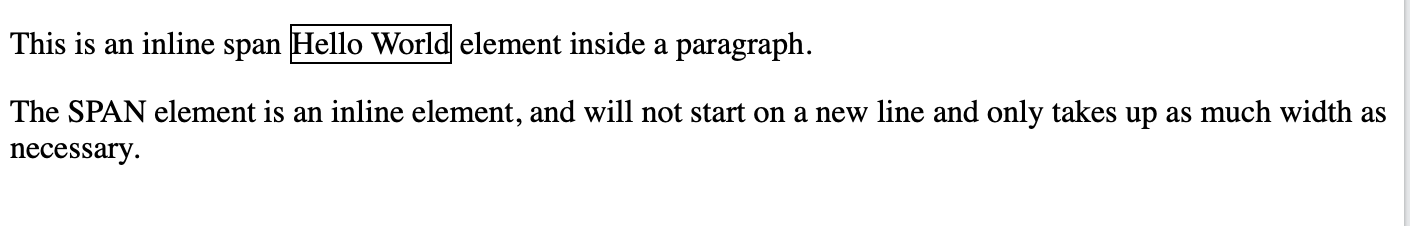 This is an inline span Hello World element inside a paragraph.
The SPAN element is an inline element, and will not start on a new line and only takes up as much width as
necessary.